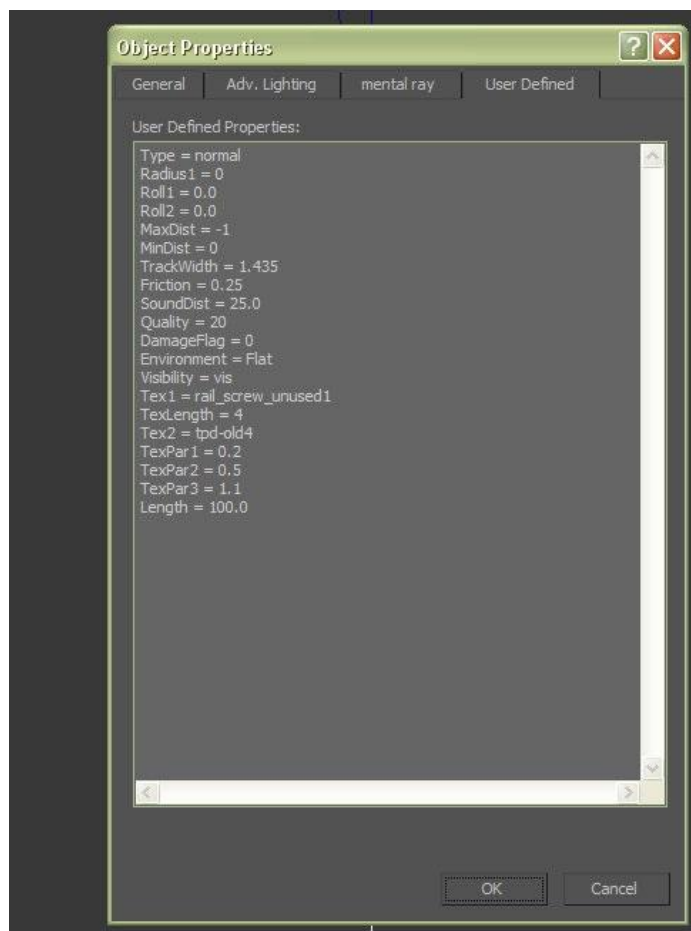 Object Properties
General Adv. Lighting mental ray User Defined
User Defined Properties:
Type = normal
Radius1 = 0
Roll1 = 0.0
Roll2 = 0.0
MaxDist = -1
MinDist = 0
TrackWidth = 1.435
Friction = 0.25
SoundDist = 25.0
Quality = 20
DamageFlag = 0
Environment = Flat
Visibility = vis
Tex1 = rail_screw_unused1
TexLength = 4
Tex2 = tpd-old4
TexPar1 = 0.2
TexPar2 = 0.5
TexPar3 = 1.1
Length = 100.0
OK Cancel